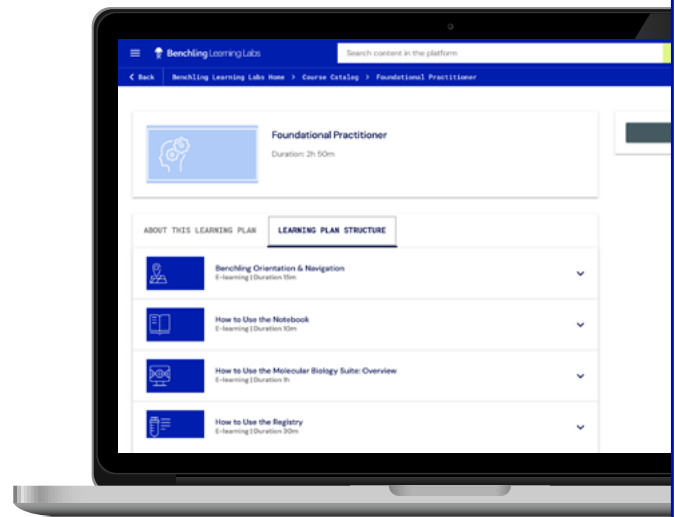 Benchling Learning Labs
Search content in the platform
Back Benchling Learning Labs Home > Course Catalog > Foundational Practitioner
Foundational Practitioner
Duration: 2h 50m
ABOUT THIS LEARNING PLAN LEARNING PLAN STRUCTURE
Benchling Orientation & Navigation
E-learning | Duration 15m
How to Use the Notebook
E-learning | Duration 10m
How to Use the Molecular Biology Suite: Overview
E-learning | Duration 1h
How to Use the Registry
E-learning | Duration 30m